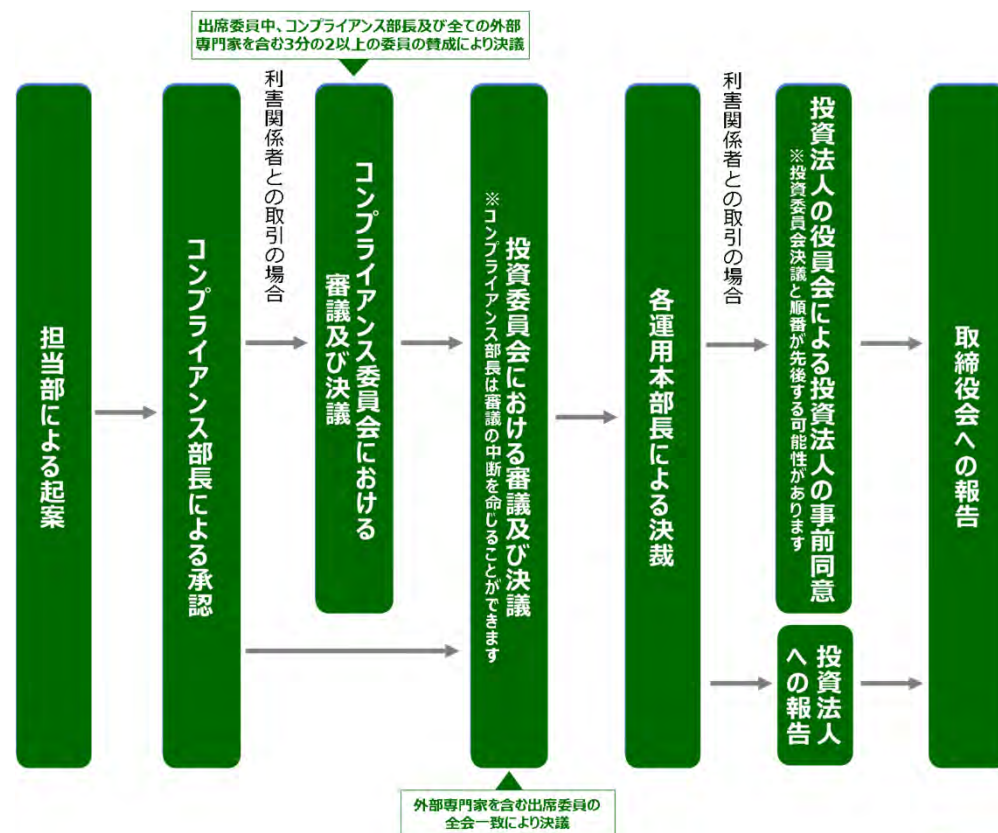 出席委員中、コンプライアンス部長及び全ての外部
専門家を含む3分の2以上の委員の賛成により決議
担当部による起案
コンプライアンス部長による承認
利害関係者との取引の場合
コンプライアンス委員会における
審議及び決議
投資委員会における審議及び決議
※コンプライアンス部長は審議の中断を命じることができます
各運用本部長による決裁
利害関係者との取引の場合
投資法人の役員会による投資法人の事前同意
※投資委員会決議と順番が先後する可能性があります
投資法人
への報告
取締役会への報告
外部専門家を含む出席委員の
全会一致により決議